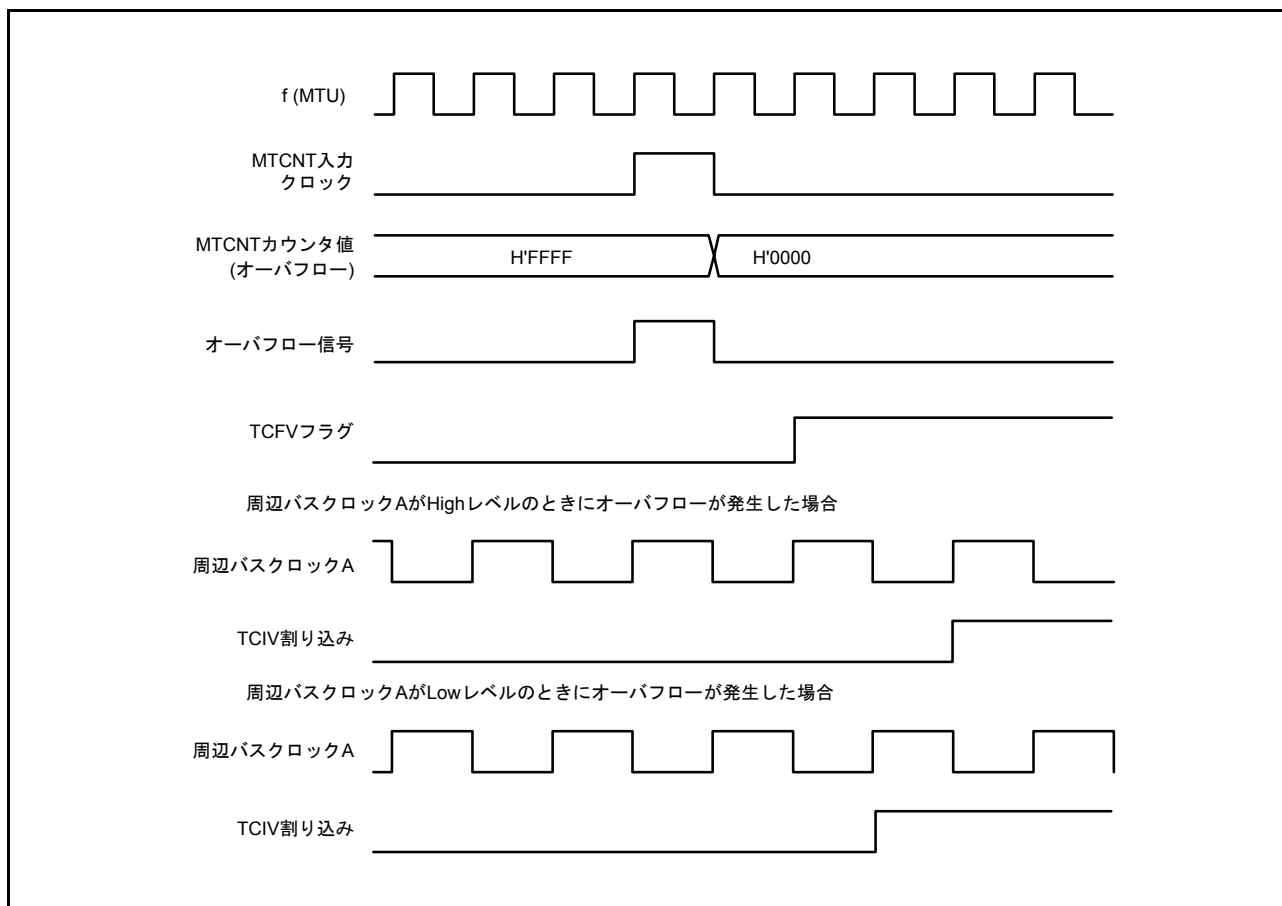 f (MTU)
MTCNT入力
クロック
MTCNTカウンタ値
(オーバフロー)
H'FFFF
H'0000
オーバフロー信号
TCFVフラグ
周辺バスクロックAがHighレベルのときにオーバフローが発生した場合
周辺バスクロックA
TCIV割り込み
周辺バスクロックAがLowレベルのときにオーバフローが発生した場合
周辺バスクロックA
TCIV割り込み